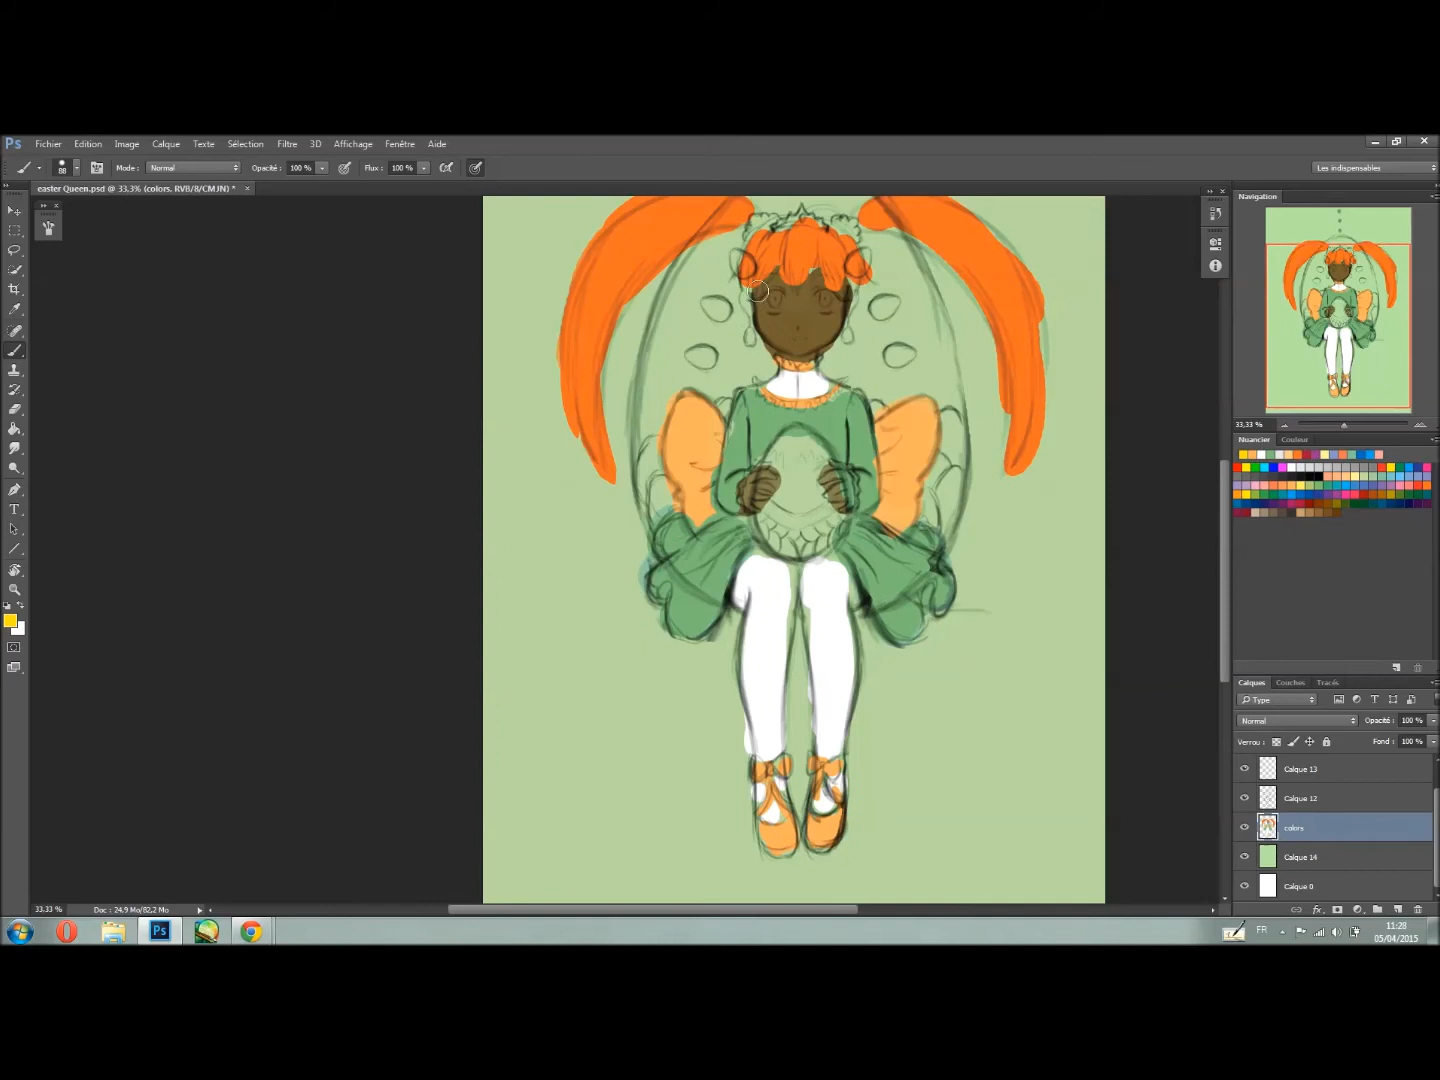 Ps Fichier Edition Image Calque Texte Sélection Filtre 3D Affichage Fenêtre Aide
88 Mode : Normal Opacité : 100 % Flux : 100 % Les indispensables
easter Queen.psd @ 33,3% (colors, RVB/8/CMJN) * ×
Navigation
33,33 %
Nuancier Couleur
Calques Couches Tracés
Type
Normal Opacité : 100 %
Verrou : Fond : 100 %
Calque 13
Calque 12
colors
Calque 14
Calque 0
fx
33.33 % Doc : 24,9 Mo/82,2 Mo
Ps FR 11:28
05/04/2015